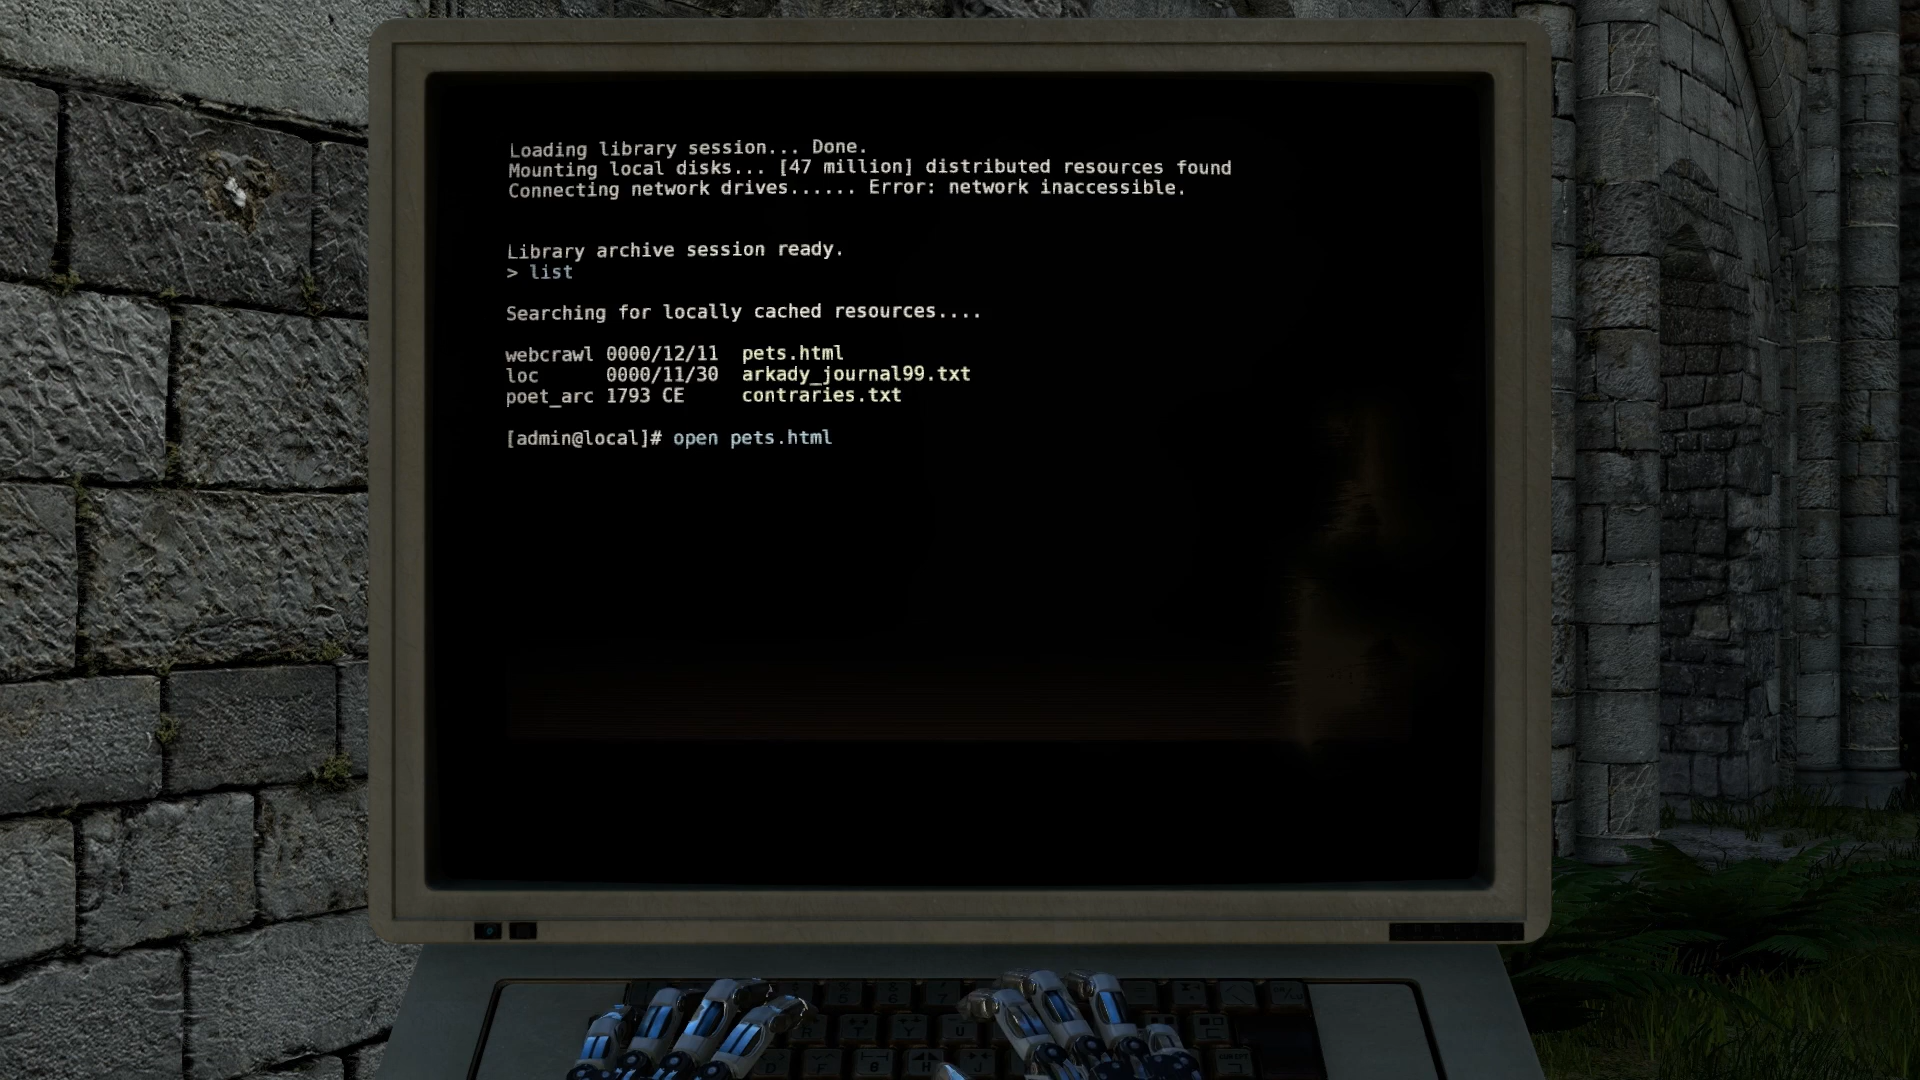 Loading library session... Done.
Mounting local disks... [47 million] distributed resources found
Connecting network drives...... Error: network inaccessible.
Library archive session ready.
> list
Searching for locally cached resources....
webcrawl 0000/12/11 pets.html
loc 0000/11/30 arkady_journal99.txt
poet_arc 1793 CE contraries.txt
[admin@local]# open pets.html